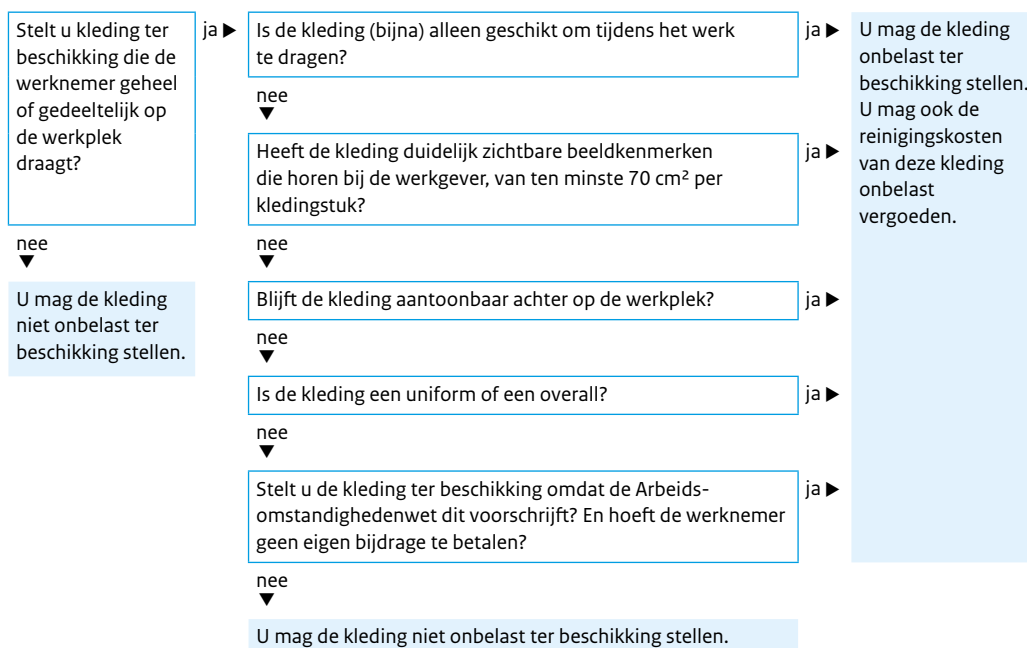 Stelt u kleding ter
beschikking die de
werknemer geheel
of gedeeltelijk op
de werkplek
draagt?
ja ▶
nee
▼
U mag de kleding
niet onbelast ter
beschikking stellen.
Is de kleding (bijna) alleen geschikt om tijdens het werk
te dragen?
ja ▶
nee
▼
Heeft de kleding duidelijk zichtbare beeldkenmerken
die horen bij de werkgever, van ten minste 70 cm² per
kledingstuk?
ja ▶
nee
▼
Blijft de kleding aantoonbaar achter op de werkplek?
ja ▶
nee
▼
Is de kleding een uniform of een overall?
ja ▶
nee
▼
Stelt u de kleding ter beschikking omdat de Arbeids-
omstandighedenwet dit voorschrijft? En hoeft de werknemer
geen eigen bijdrage te betalen?
ja ▶
nee
▼
U mag de kleding niet onbelast ter beschikking stellen.
U mag de kleding
onbelast ter
beschikking stellen.
U mag ook de
reinigingskosten
van deze kleding
onbelast
vergoeden.